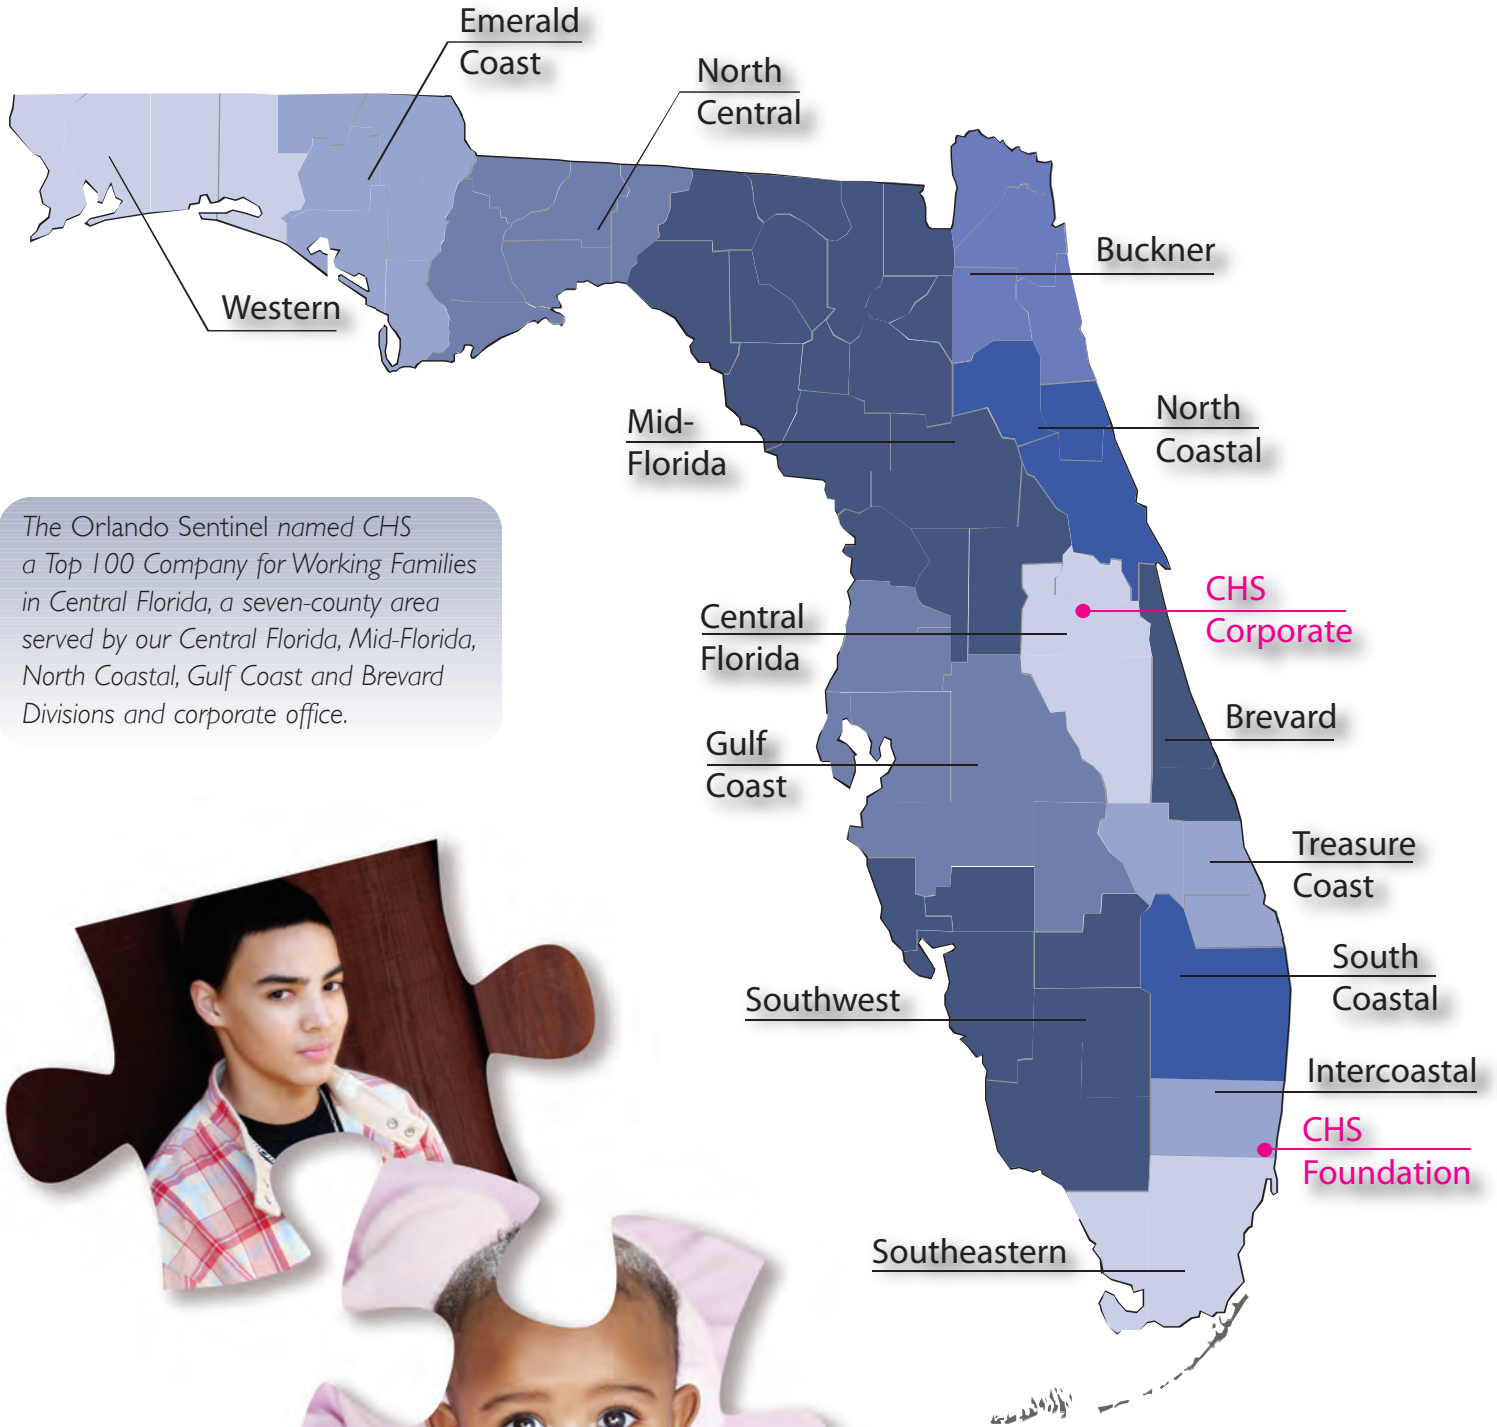 Emerald
Coast
North
Central
Western
Buckner
Mid-
Florida
North
Coastal
The Orlando Sentinel named CHS
a Top 100 Company for Working Families
in Central Florida, a seven-county area
served by our Central Florida, Mid-Florida,
North Coastal, Gulf Coast and Brevard
Divisions and corporate office.
CHS
Corporate
Central
Florida
Brevard
Gulf
Coast
Treasure
Coast
South
Coastal
Southwest
Intercoastal
CHS
Foundation
Southeastern